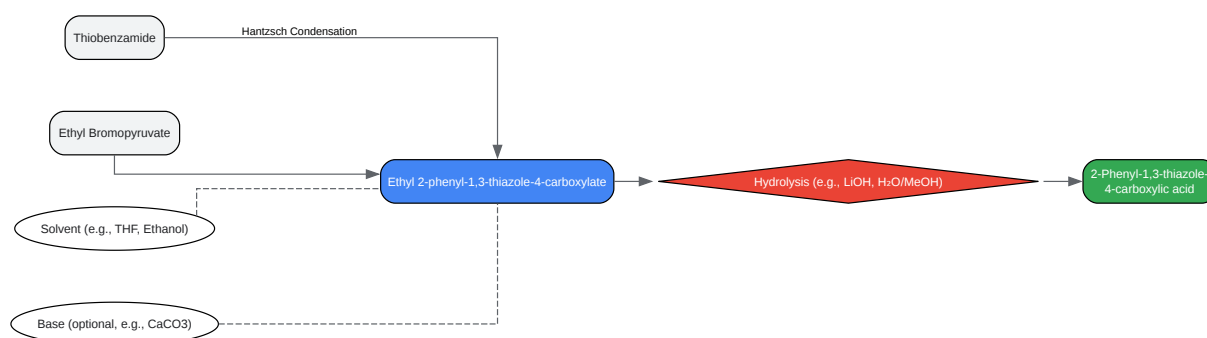 Thiobenzamide
Hantzsch Condensation
Ethyl Bromopyruvate
Ethyl 2-phenyl-1,3-thiazole-4-carboxylate
Hydrolysis (e.g., LiOH, H₂O/MeOH)
2-Phenyl-1,3-thiazole-
4-carboxylic acid
Solvent (e.g., THF, Ethanol)
Base (optional, e.g., CaCO3)